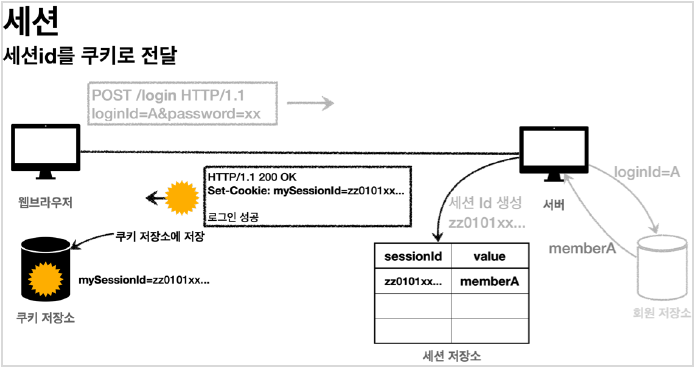 세션
세션id를 쿠키로 전달
POST /login HTTP/1.1
loginId=A&password=xx
웹브라우저
HTTP/1.1 200 OK
Set-Cookie: mySessionId=zz0101xx...
로그인 성공
쿠키 저장소에 저장
mySessionId=zz0101xx...
쿠키 저장소
세션 Id 생성
zz0101xx...
서버
loginId=A
memberA
회원 저장소
sessionId value
zz0101xx... memberA
세션 저장소